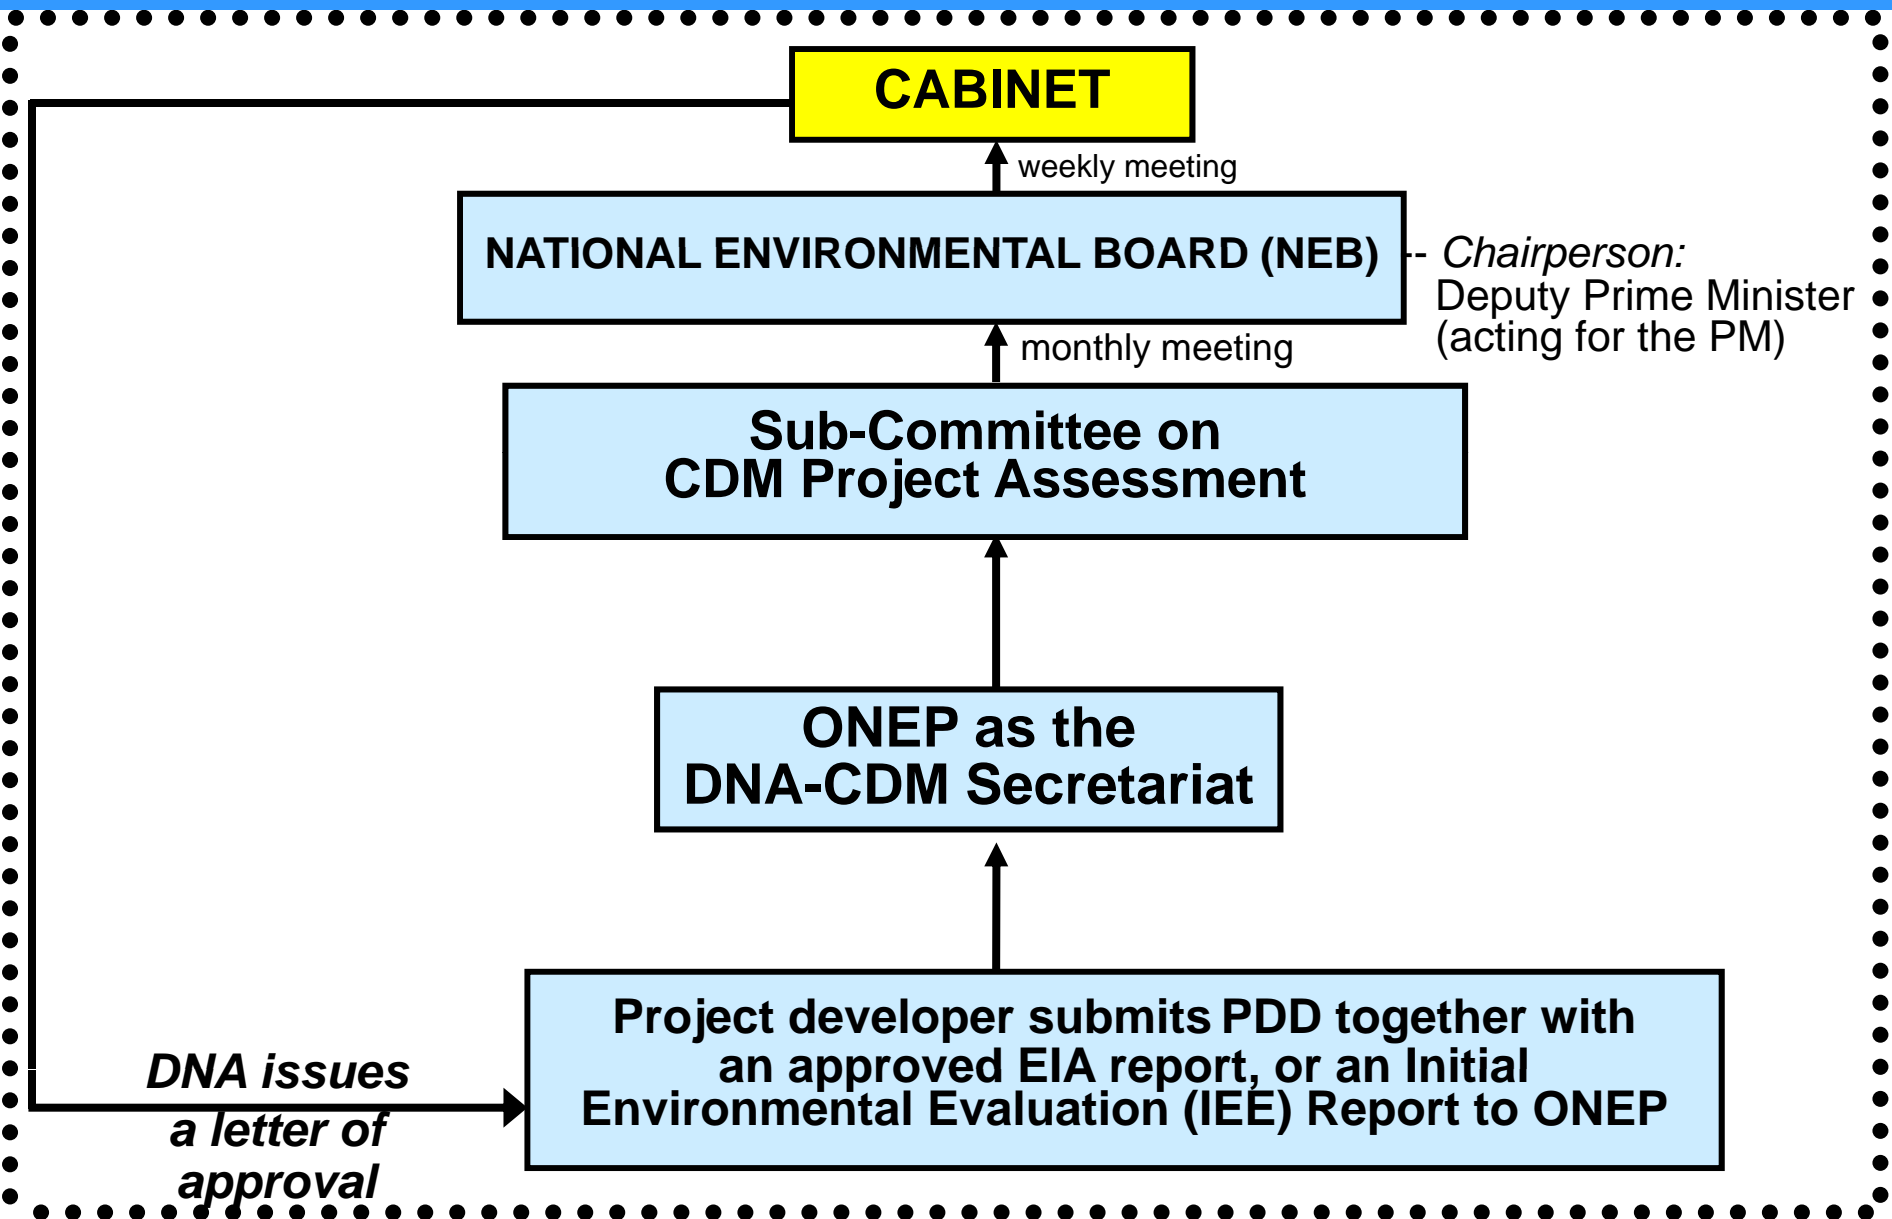 CABINET
weekly meeting
NATIONAL ENVIRONMENTAL BOARD (NEB)
-- Chairperson:
Deputy Prime Minister
(acting for the PM)
monthly meeting
Sub-Committee on
CDM Project Assessment
ONEP as the
DNA-CDM Secretariat
Project developer submits PDD together with
an approved EIA report, or an Initial
Environmental Evaluation (IEE) Report to ONEP
DNA issues
a letter of
approval